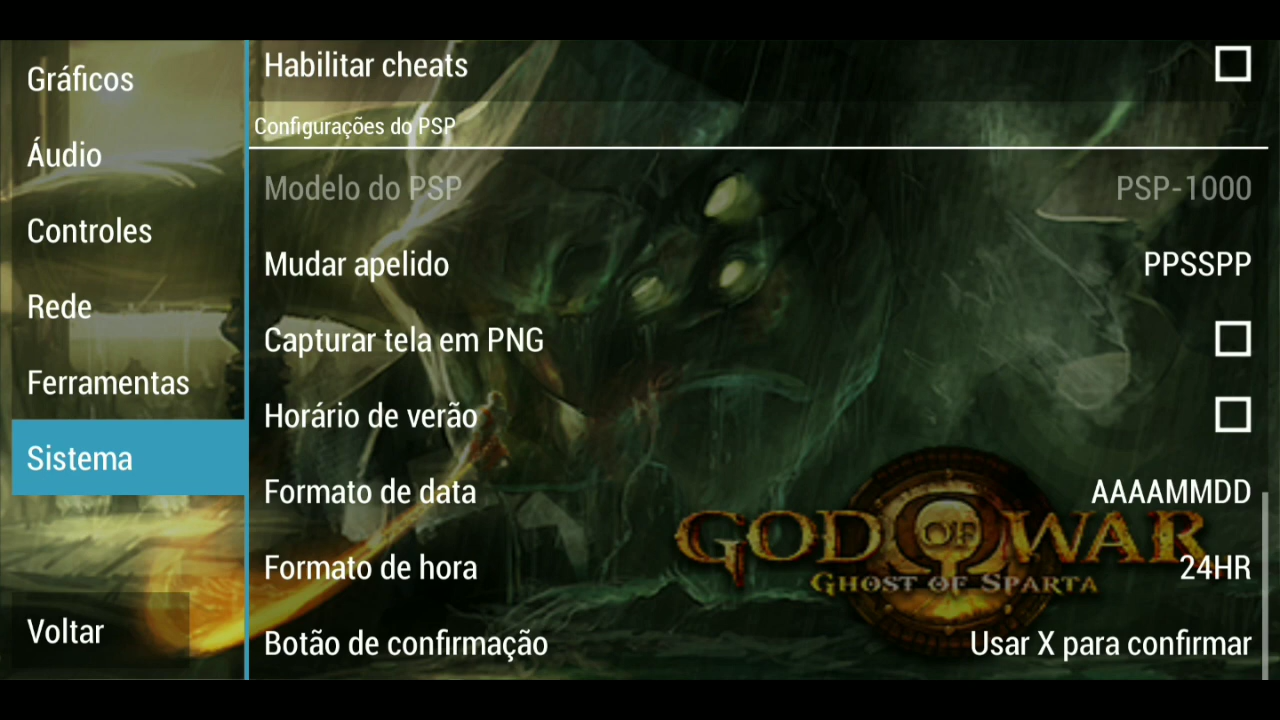 Gráficos
Áudio
Controles
Rede
Ferramentas
Sistema
Voltar
Habilitar cheats
Configurações do PSP
Modelo do PSP PSP-1000
Mudar apelido PPSSPP
Capturar tela em PNG
Horário de verão
Formato de data AAAAMMDD
Formato de hora 24HR
Botão de confirmação Usar X para confirmar
GOD OF WAR
GHOST OF SPARTA